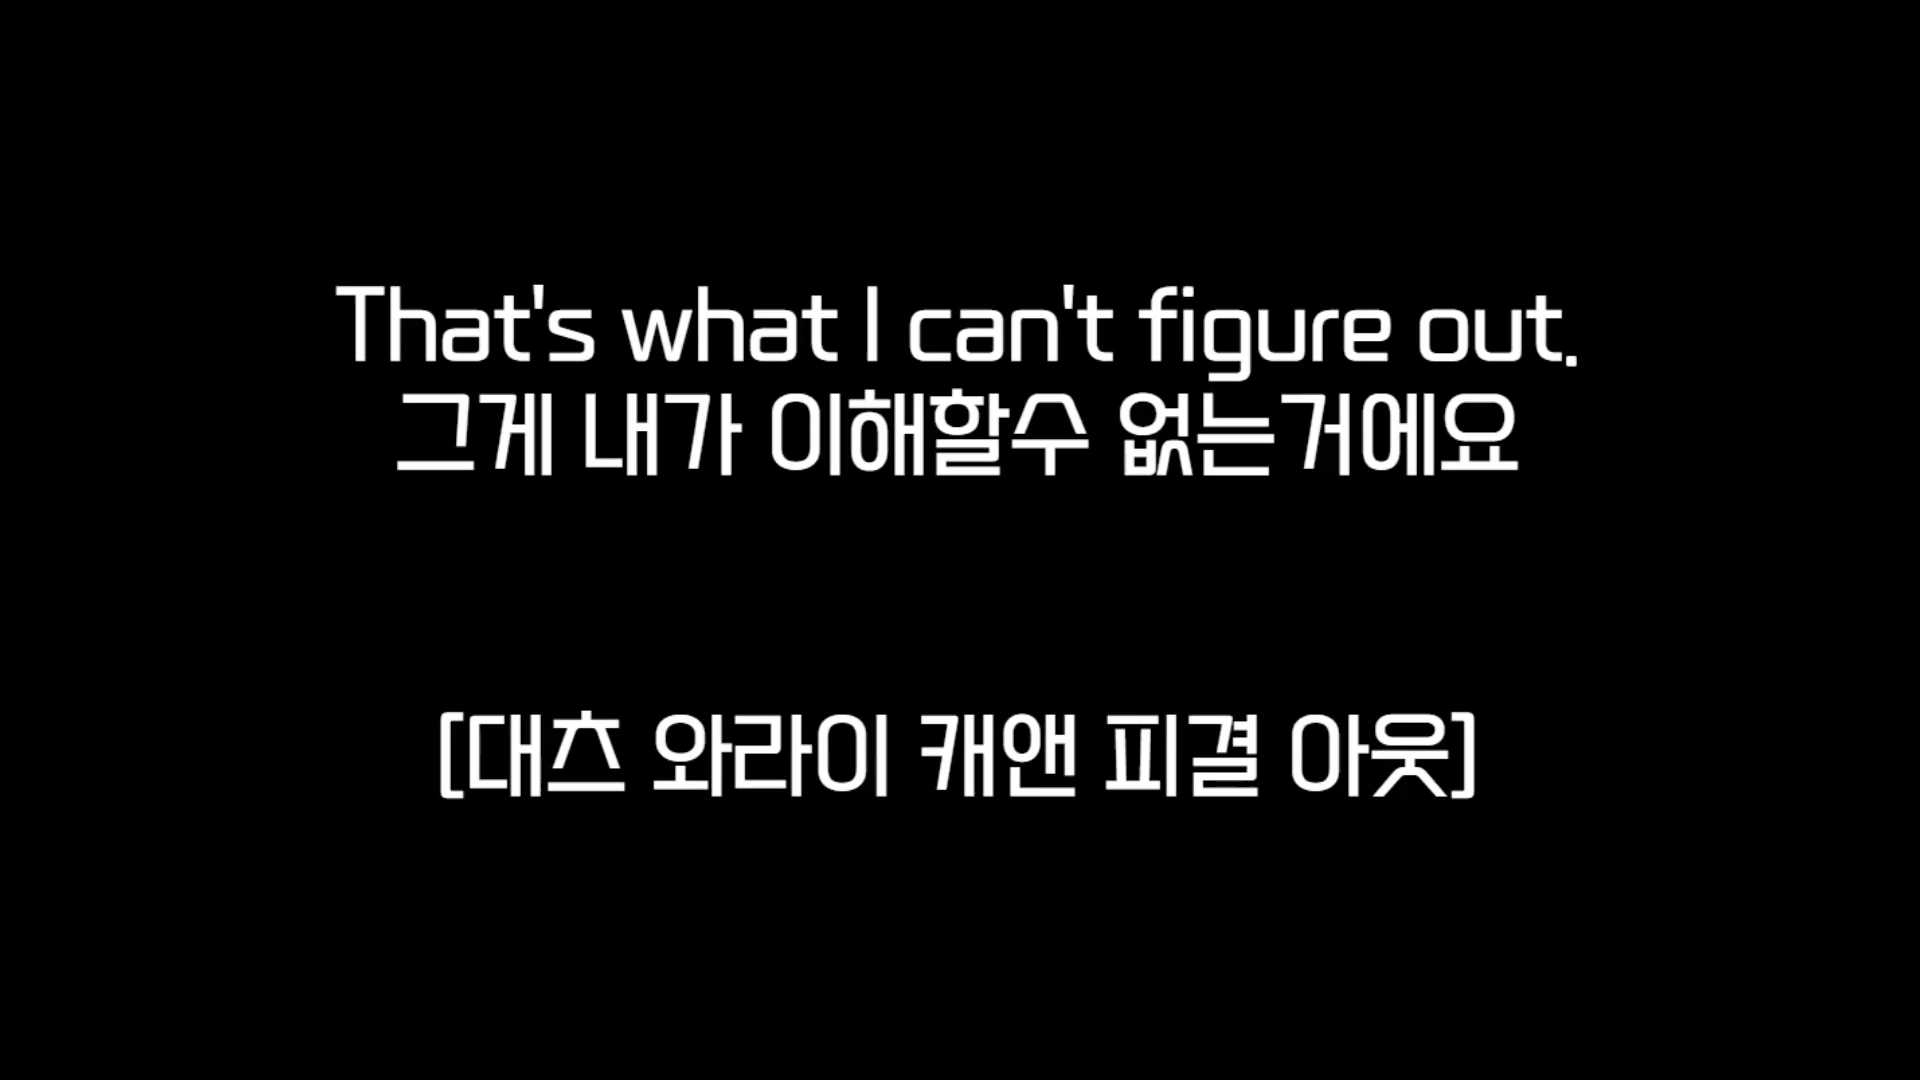 That's what I can't figure out.
그게 내가 이해할수 없는거에요
[대츠 와라이 캐앤 피결 아웃]